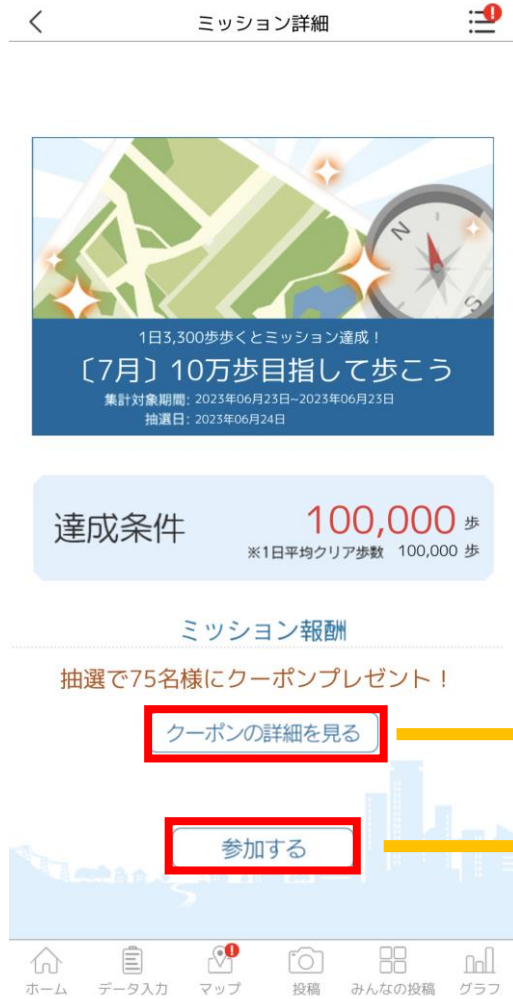 ミッション詳細
N
S
1日3,300歩歩くとミッション達成！
〔7月〕10万歩目指して歩こう
集計対象期間: 2023年06月23日~2023年06月23日
抽選日: 2023年06月24日
達成条件 100,000 歩
※1日平均クリア歩数 100,000 歩
ミッション報酬
抽選で75名様にクーポンプレゼント！
クーポンの詳細を見る
参加する
ホーム データ入力 マップ 投稿 みんなの投稿 グラフ